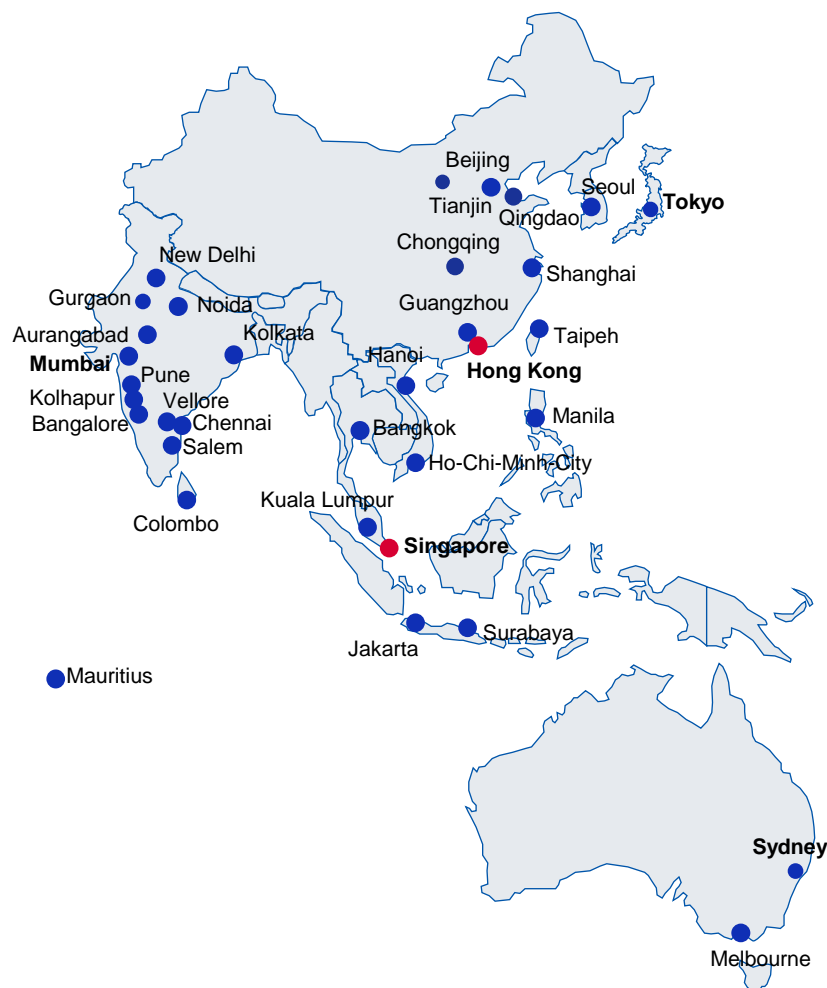 Beijing
Seoul
Tokyo
Tianjin
Qingdao
Chongqing
New Delhi
Shanghai
Gurgaon
Noida
Guangzhou
Aurangabad
Kolkata
Taipeh
Mumbai
Hanoi
Hong Kong
Pune
Kolhapur
Vellore
Manila
Bangalore
Chennai
Bangkok
Salem
Ho-Chi-Minh-City
Kuala Lumpur
Colombo
Singapore
Surabaya
Jakarta
Mauritius
Sydney
Melbourne